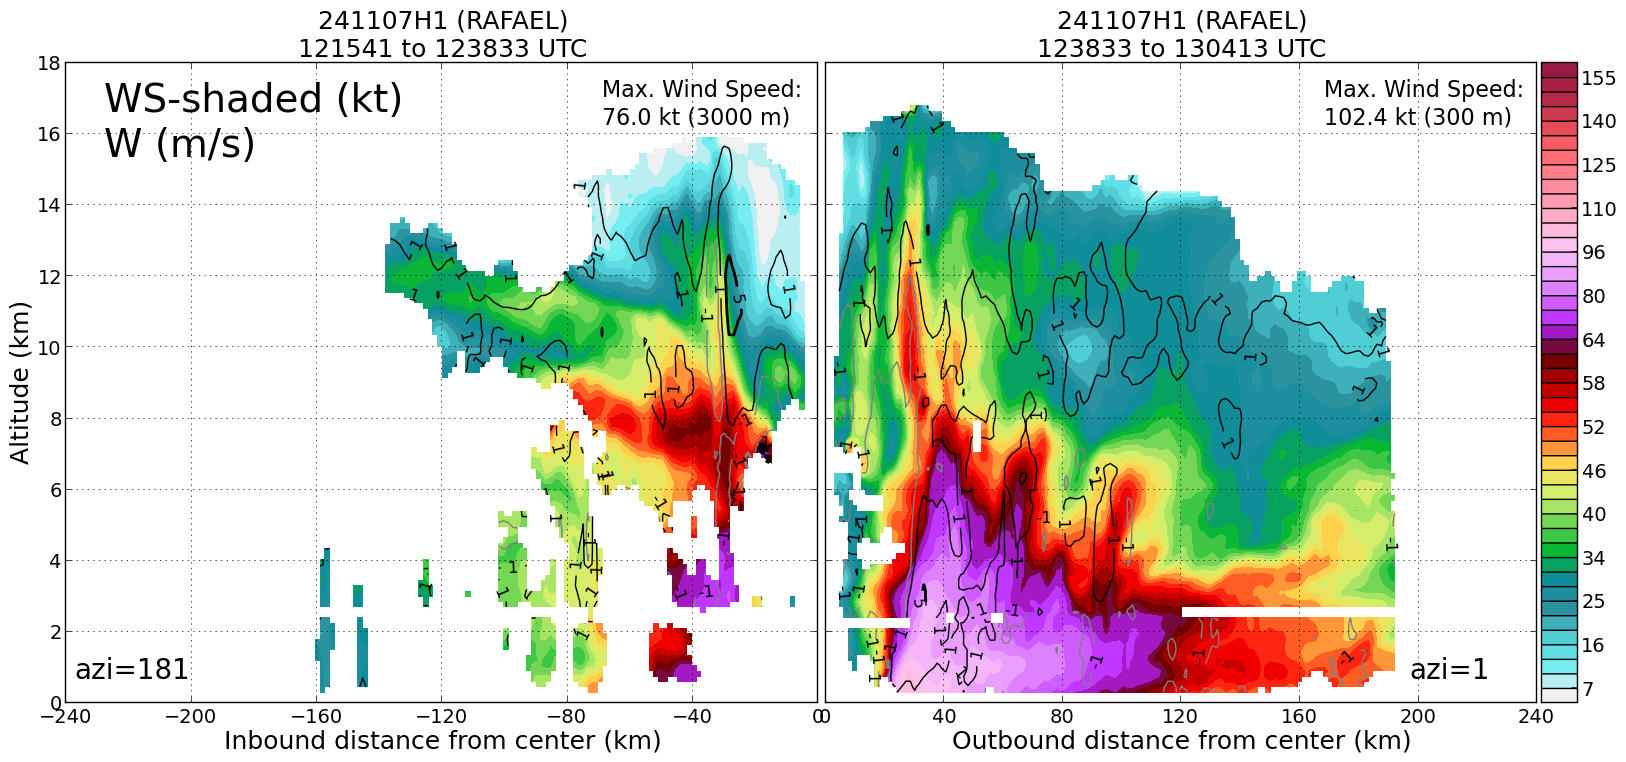 241107H1 (RAFAEL)
121541 to 123833 UTC
241107H1 (RAFAEL)
123833 to 130413 UTC
WS-shaded (kt)
W (m/s)
Max. Wind Speed:
76.0 kt (3000 m)
Max. Wind Speed:
102.4 kt (300 m)
18
16
14
12
10
8
6
4
2
0
Altitude (km)
azi=181
azi=1
−240
−200
−160
−120
−80
−40
0
0
40
80
120
160
200
240
Inbound distance from center (km)
Outbound distance from center (km)
155
140
125
110
96
80
64
58
52
46
40
34
25
16
7